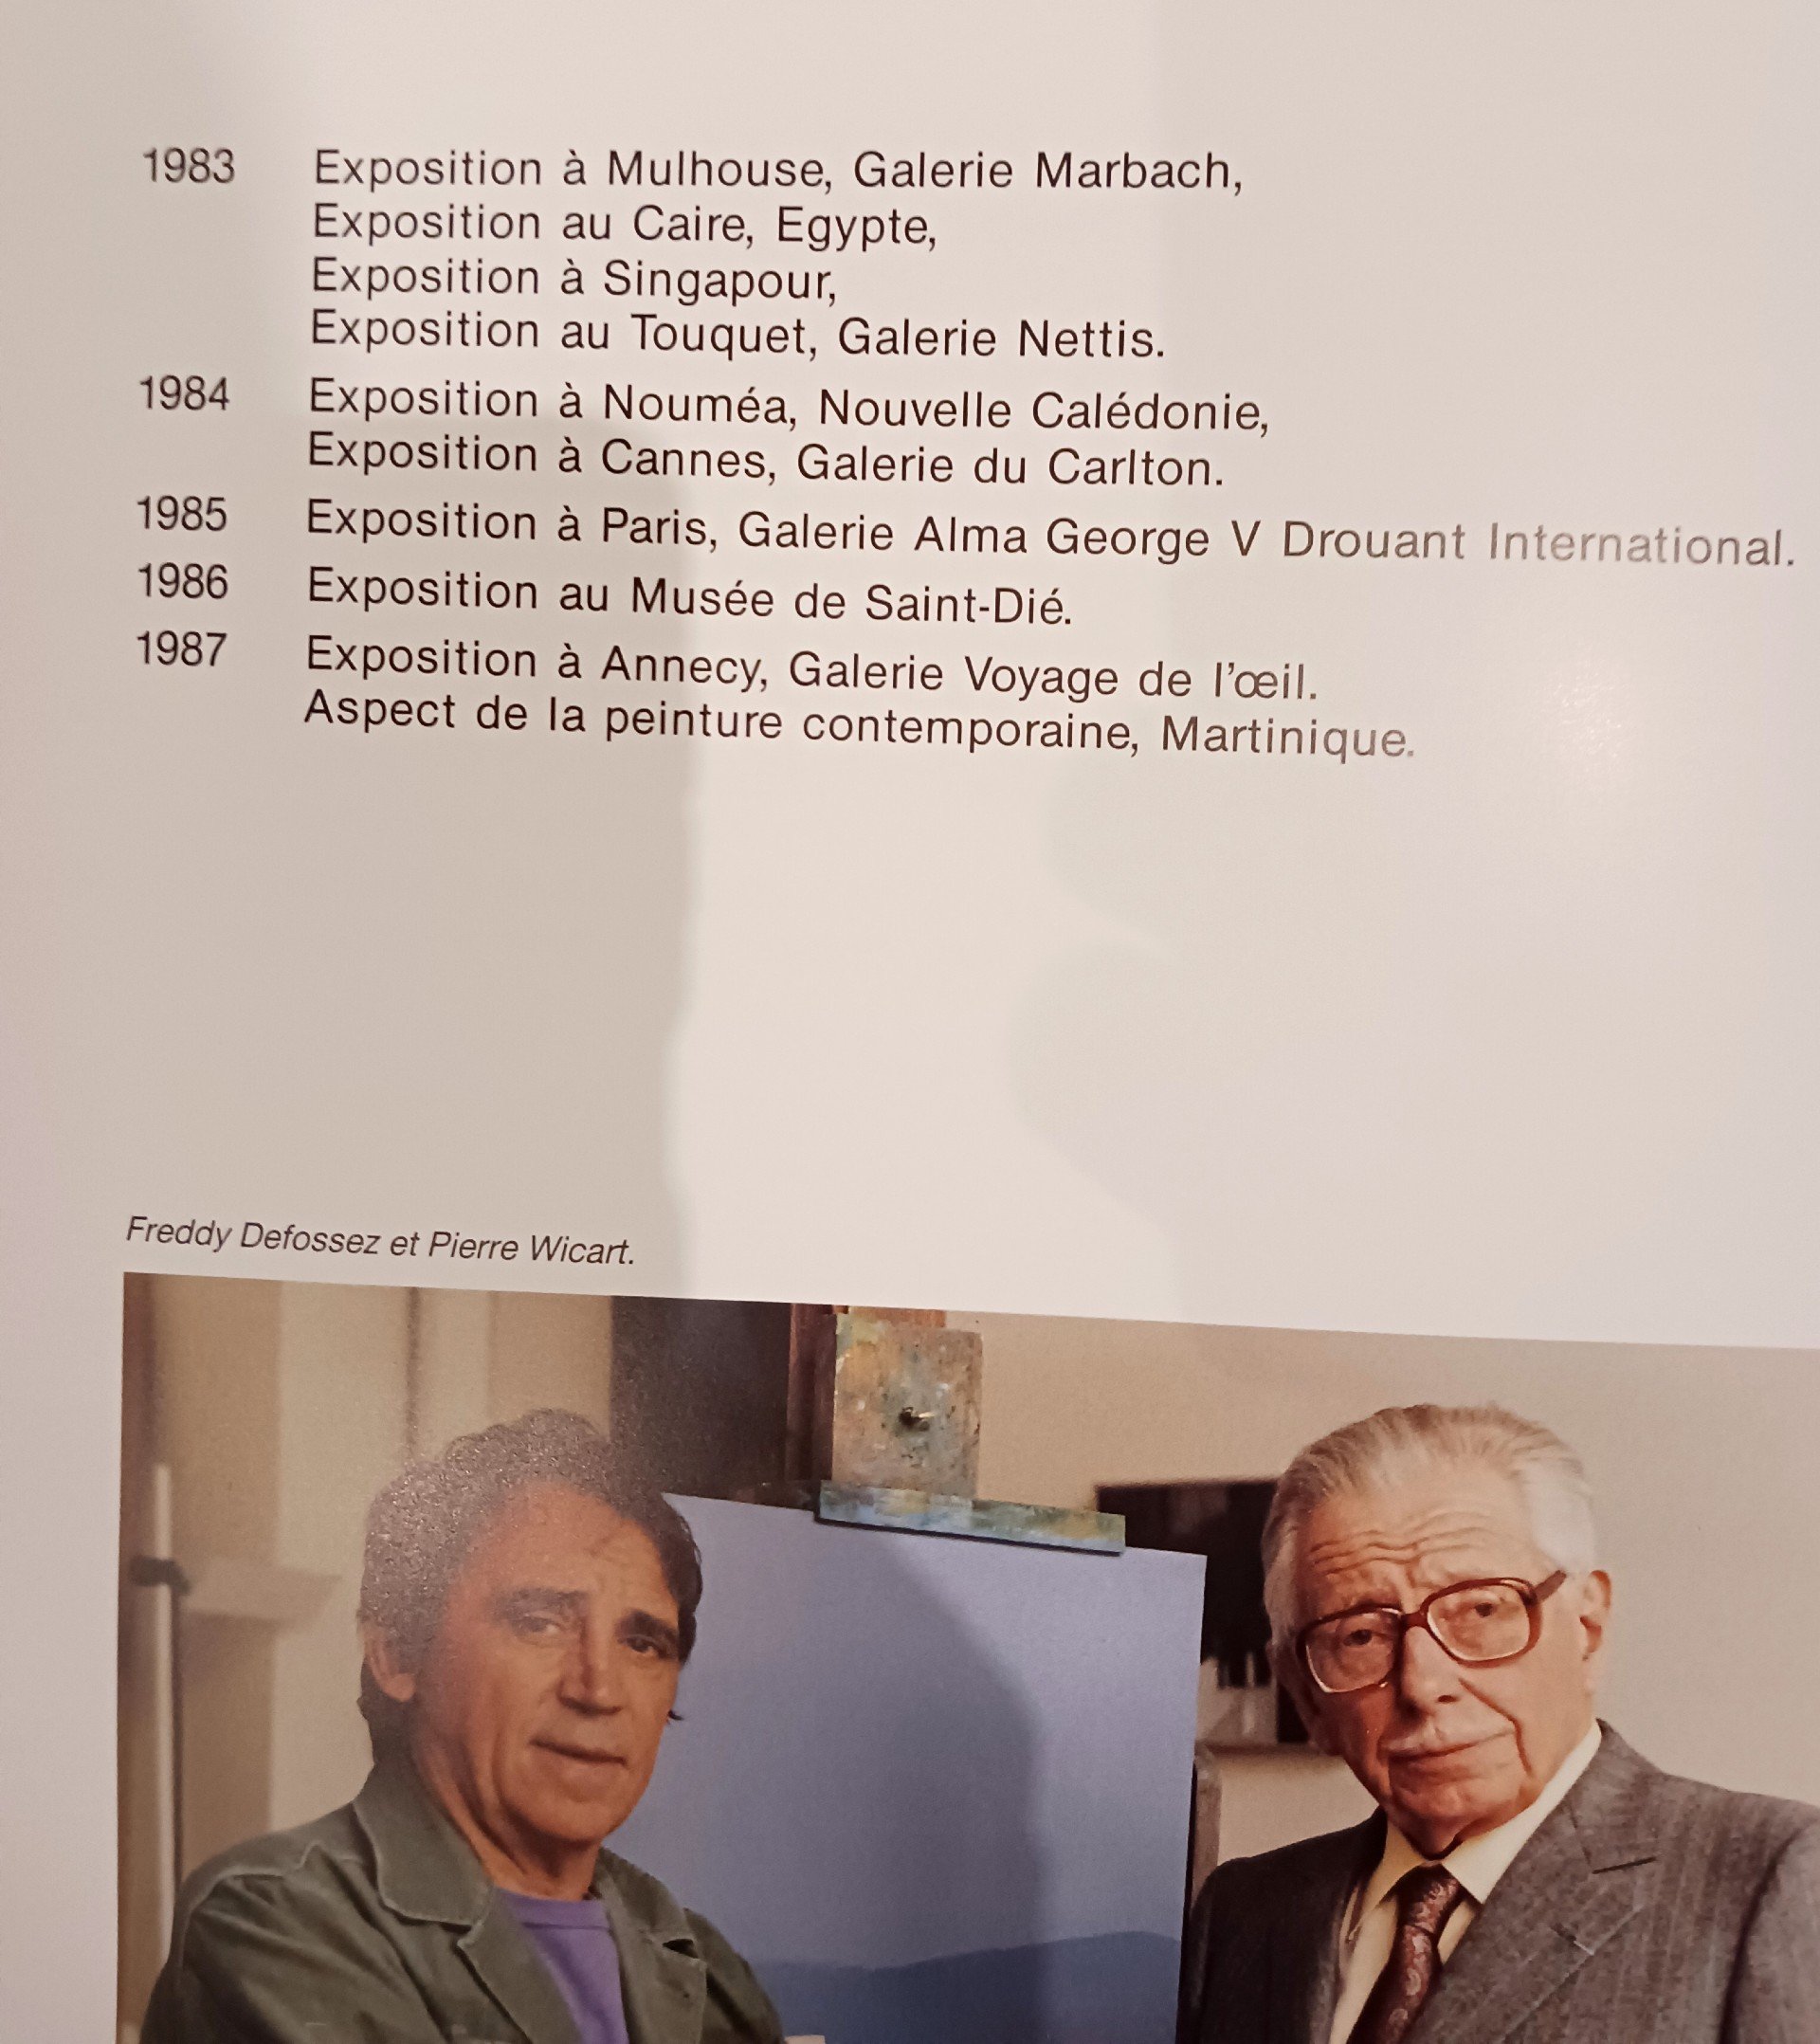 1983 Exposition à Mulhouse, Galerie Marbach,
Exposition au Caire, Egypte,
Exposition à Singapour,
Exposition au Touquet, Galerie Nettis.
1984 Exposition à Nouméa, Nouvelle Calédonie,
Exposition à Cannes, Galerie du Carlton.
1985 Exposition à Paris, Galerie Alma George V Drouant International.
1986 Exposition au Musée de Saint-Dié.
1987 Exposition à Annecy, Galerie Voyage de l'œil.
Aspect de la peinture contemporaine, Martinique.
Freddy Defossez et Pierre Wicart.